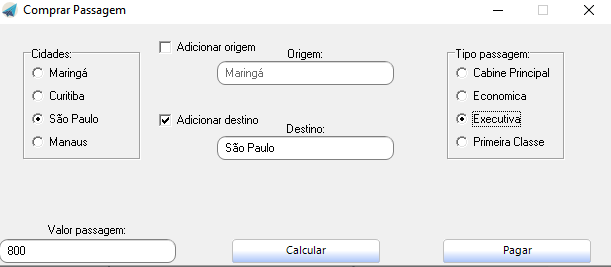 Comprar Passagem
Cidades:
Maringá
Curitiba
São Paulo
Manaus
Adicionar origem
Origem:
Maringá
Adicionar destino
Destino:
São Paulo
Tipo passagem:
Cabine Principal
Economica
Executiva
Primeira Classe
Valor passagem:
800
Calcular
Pagar